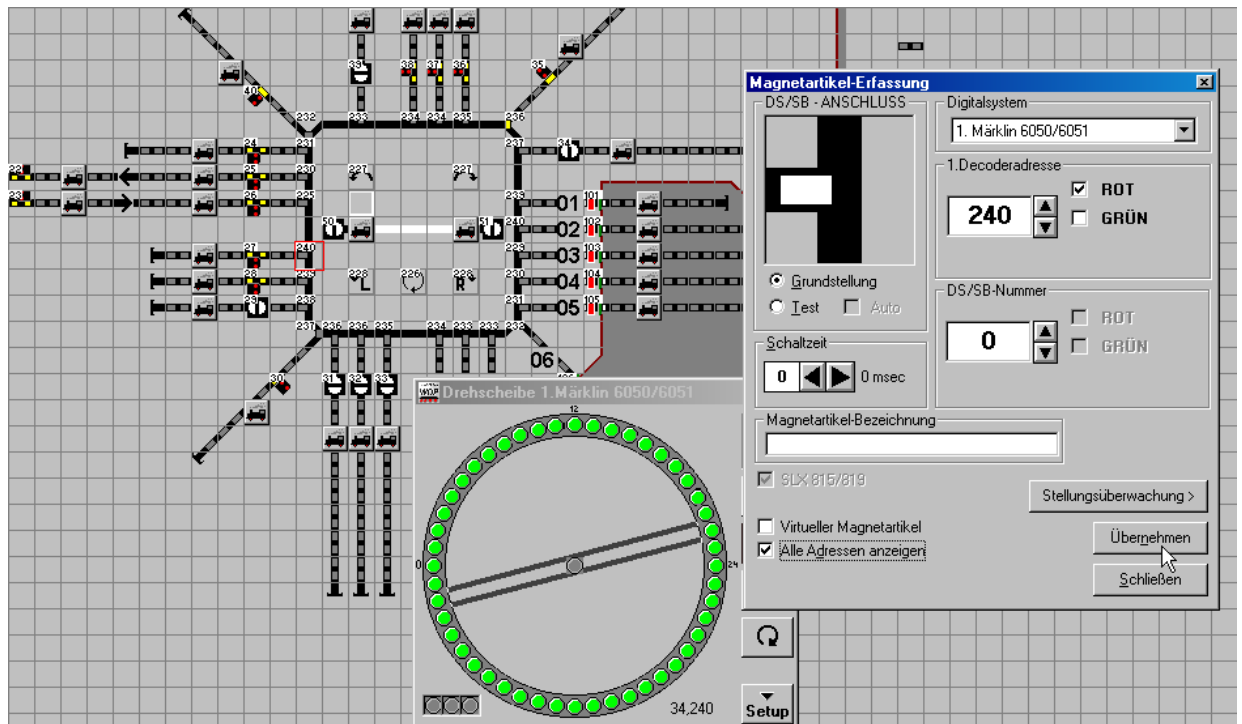 39 38 37 36 35
40
232 233 234 234 235 236
24 231 237 34
22 25 230 227 227
23 26 225 239 01 101
50 51 240 02 102
27 240 229 03 103
28 239 228 L 226 228 R 230 04 104
29 238 231 05 105
237 236 236 235 234 233 233 232
06
30 31 32 33
Drehscheibe 1.Märklin 6050/6051
12
0
24
34,240
Setup
Magnetartikel-Erfassung
DS/SB - ANSCHLUSS
Grundstellung
Test
Auto
Schaltzeit
0
0 msec
Digitalsystem
1. Märklin 6050/6051
1.Decoderadresse
240
ROT
GRÜN
DS/SB-Nummer
0
ROT
GRÜN
Magnetartikel-Bezeichnung
SLX 815/819
Stellungsüberwachung >
Virtueller Magnetartikel
Alle Adressen anzeigen
Übernehmen
Schließen